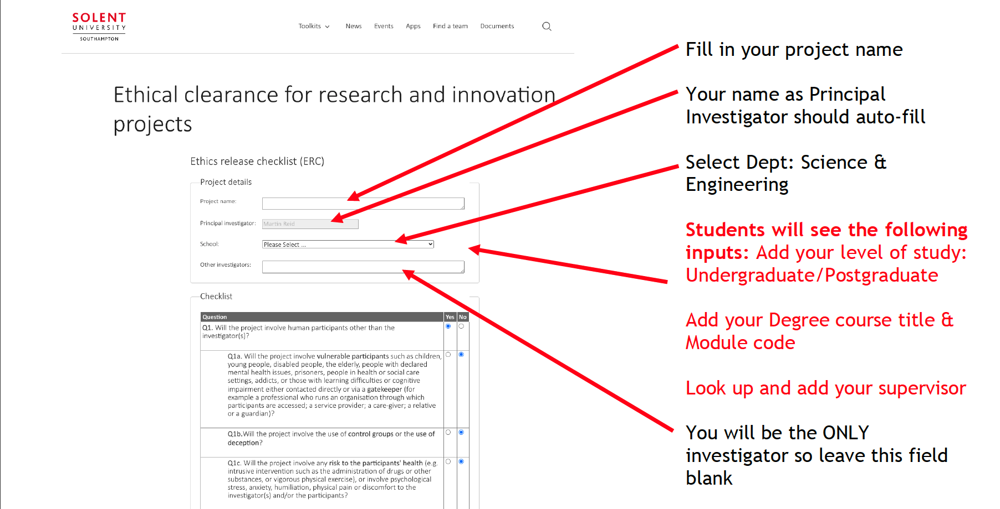 SOLENT
UNIVERSITY
SOUTHAMPTON
Toolkits News Events Apps Find a team Documents
Ethical clearance for research and innovation
projects
Ethics release checklist (ERC)
Project details
Project name:
Principal investigator: Martin Reid
School: Please Select ...
Other investigators:
Checklist
Question Yes No
Q1. Will the project involve human participants other than the
investigator(s)?
Q1a. Will the project involve vulnerable participants such as children,
young people, disabled people, the elderly, people with declared
mental health issues, prisoners, people in health or social care
settings, addicts, or those with learning difficulties or cognitive
impairment either contacted directly or via a gatekeeper (for
example a professional who runs an organisation through which
participants are accessed; a service provider; a care-giver; a relative
or a guardian)?
Q1b.Will the project involve the use of control groups or the use of
deception?
Q1c. Will the project involve any risk to the participants' health (e.g.
intrusive intervention such as the administration of drugs or other
substances, or vigorous physical exercise), or involve psychological
stress, anxiety, humiliation, physical pain or discomfort to the
investigator(s) and/or the participants?
Fill in your project name
Your name as Principal
Investigator should auto-fill
Select Dept: Science &
Engineering
Students will see the following
inputs: Add your level of study:
Undergraduate/Postgraduate
Add your Degree course title &
Module code
Look up and add your supervisor
You will be the ONLY
investigator so leave this field
blank